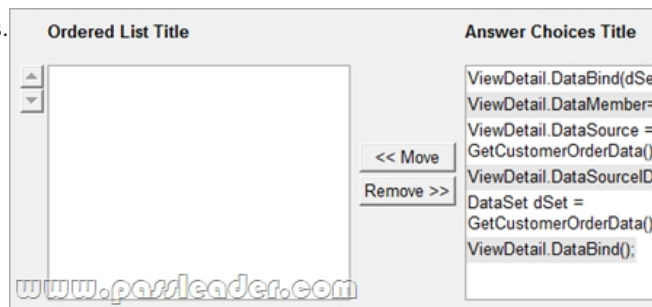 Ordered List Title
Answer Choices Title
ViewDetail.DataBind(dSe
ViewDetail.DataMember=
ViewDetail.DataSource =
GetCustomerOrderData()
<< Move
ViewDetail.DataSourceID
Remove >>
DataSet dSet =
GetCustomerOrderData()
ViewDetail.DataBind();
www.passleader.com